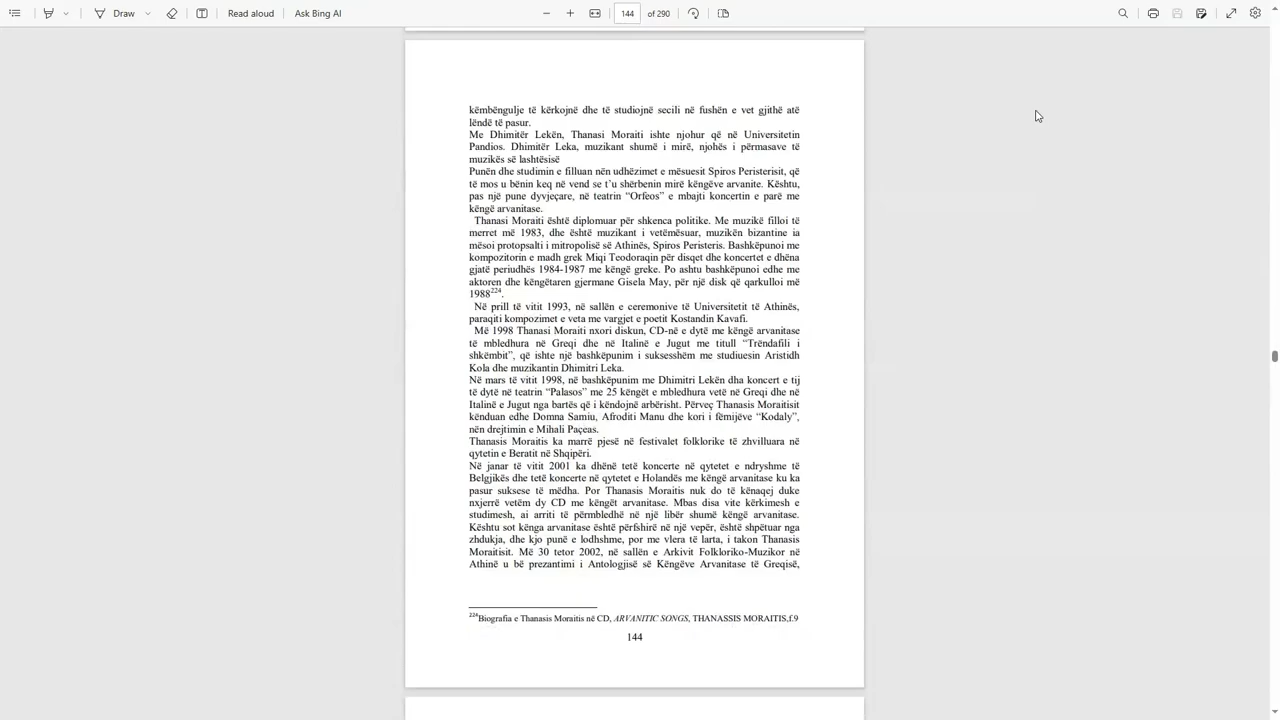 Draw
Read aloud
Ask Bing AI
144 of 290
këmbëngulje të kërkojnë dhe të studiojnë secili në fushën e vet gjithë atë
lëndë të pasur.
Me Dhimitër Lekën, Thanasi Moraiti ishte njohur që në Universitetin
Pandios. Dhimitër Leka, muzikant shumë i mirë, njohës i përmasave të
muzikës së lashtësisë
Punën dhe studimin e filluan nën udhëzimet e mësuesit Spiros Peristerisit, që
të mos u bënin keq në vend se t’u shërbenin mirë këngëve arvanite. Kështu,
pas një pune dyvjeçare, në teatrin “Orfeos” e mbajti koncertin e parë me
këngë arvanitase.
Thanasi Moraiti është diplomuar për shkenca politike. Me muzikë filloi të
merret më 1983, dhe është muzikant i vetëmësuar, muzikën bizantine ia
mësoi protopsalti i mitropolisë së Athinës, Spiros Peristeris. Bashkëpunoi me
kompozitorin e madh grek Miqi Teodoraqin për disqet dhe koncertet e dhëna
gjatë periudhës 1984-1987 me këngë greke. Po ashtu bashkëpunoi edhe me
aktoren dhe këngëtaren gjermane Gisela May, për një disk që qarkulloi më
1988224.
Në prill të vitit 1993, në sallën e ceremonive të Universitetit të Athinës,
paraqiti kompozimet e veta me vargjet e poetit Kostandin Kavafi.
Më 1998 Thanasi Moraiti nxori diskun, CD-në e dytë me këngë arvanitase
të mbledhura në Greqi dhe në Italinë e Jugut me titull “Trëndafili i
shkëmbit”, që ishte një bashkëpunim i suksesshëm me studiuesin Aristidh
Kola dhe muzikantin Dhimitri Leka.
Në mars të vitit 1998, në bashkëpunim me Dhimitri Lekën dha koncert e tij
të dytë në teatrin “Palasos” me 25 këngët e mbledhura vetë në Greqi dhe në
Italinë e Jugut nga bartës që i këndojnë arbërisht. Përveç Thanasis Moraitisit
kënduan edhe Domna Samiu, Afroditi Manu dhe kori i fëmijëve “Kodaly”,
nën drejtimin e Mihali Paçeas.
Thanasis Moraitis ka marrë pjesë në festivalet folklorike të zhvilluara në
qytetin e Beratit në Shqipëri.
Në janar të vitit 2001 ka dhënë tetë koncerte në qytetet e ndryshme të
Belgjikës dhe tetë koncerte në qytetet e Holandës me këngë arvanitase ku ka
pasur suksese të mëdha. Por Thanasis Moraitis nuk do të kënaqej duke
nxjerrë vetëm dy CD me këngët arvanitase. Mbas disa vite kërkimesh e
studimesh, ai arriti të përmbledhë në një libër shumë këngë arvanitase.
Kështu sot kënga arvanitase është përfshirë në një vepër, është shpëtuar nga
zhdukja, dhe kjo punë e lodhshme, por me vlera të larta, i takon Thanasis
Moraitisit. Më 30 tetor 2002, në sallën e Arkivit Folkloriko-Muzikor në
Athinë u bë prezantimi i Antologjisë së Këngëve Arvanitase të Greqisë,
224Biografia e Thanasis Moraitis në CD, ARVANITIC SONGS, THANASSIS MORAITIS,f.9
144